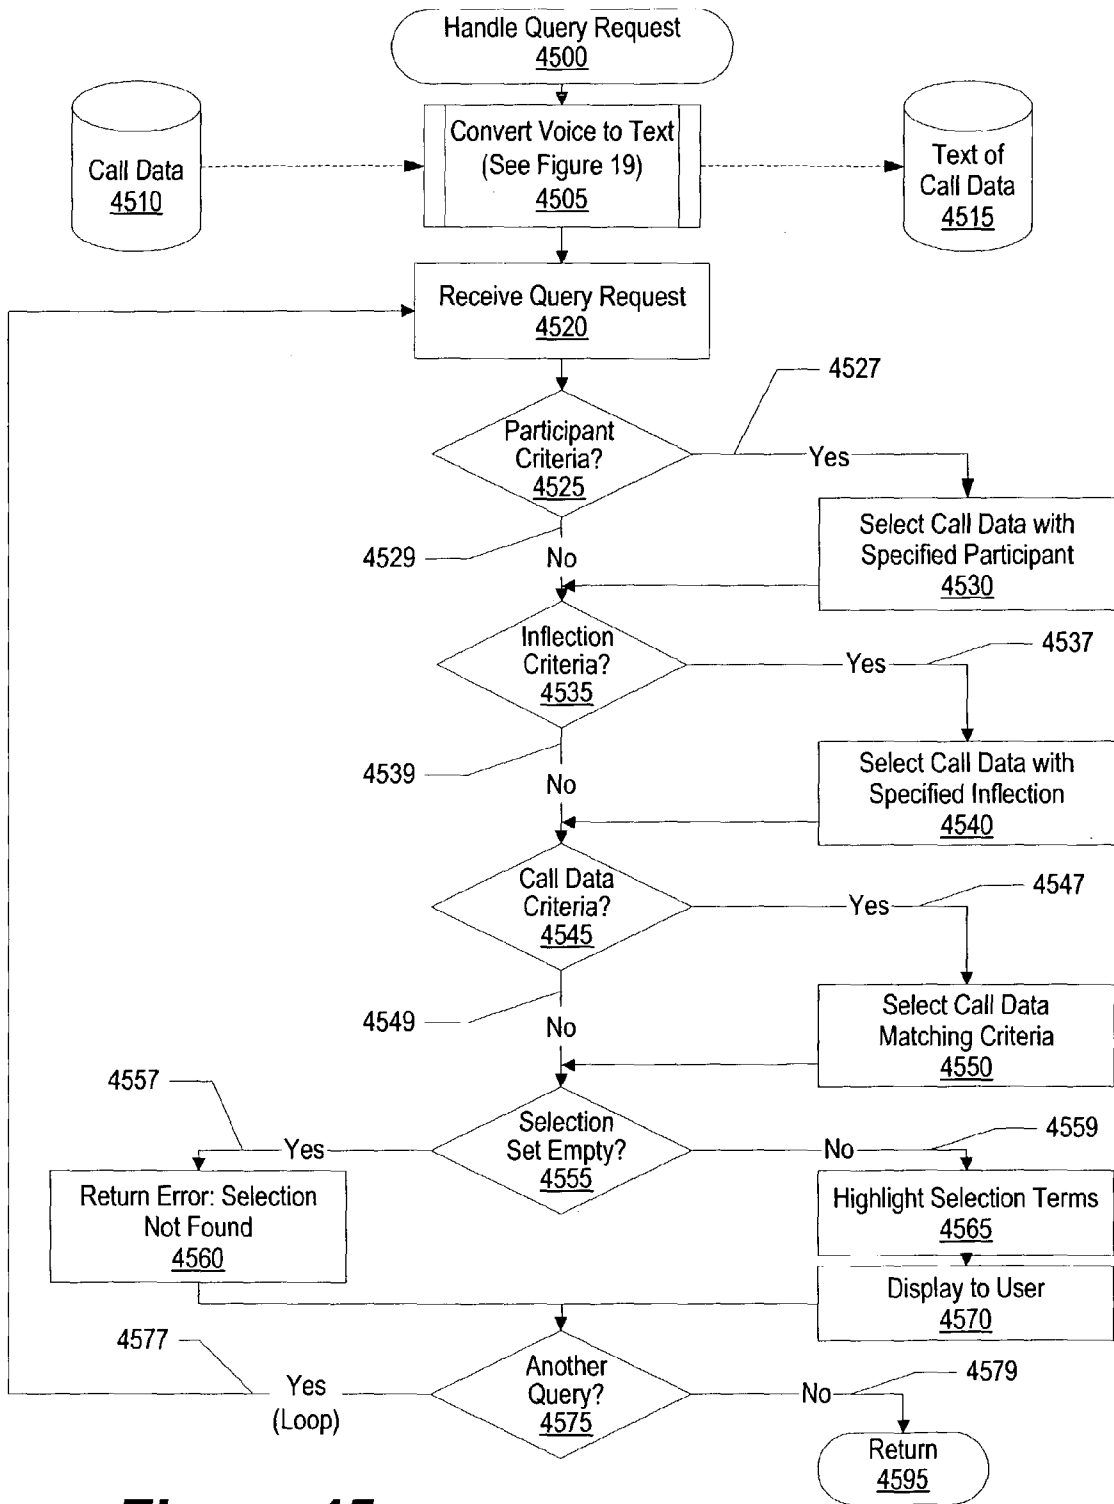 Handle Query Request
4500
Call Data
4510
Convert Voice to Text
(See Figure 19)
4505
Text of
Call Data
4515
Receive Query Request
4520
4527
Participant
Criteria?
4525
Yes
4529
No
Select Call Data with
Specified Participant
4530
Inflection
Criteria?
4535
Yes
4537
4539
No
Select Call Data with
Specified Inflection
4540
Call Data
Criteria?
4545
Yes
4547
4549
No
Select Call Data
Matching Criteria
4550
4557
Yes
Selection
Set Empty?
4555
No
4559
Return Error: Selection
Not Found
4560
Highlight Selection Terms
4565
Display to User
4570
4577
Yes
(Loop)
Another
Query?
4575
No
4579
Return
4595